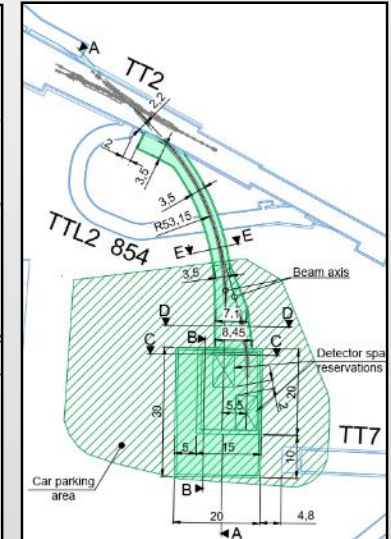 A
TT2
2,2
2
3,5
3,5
R53,15
TTL2 854
E
E
3,5
Beam axis
7,1
D
D
8,45
B
C
C
Detector spa
reservations
20
2
5,5
30
TT7
5
15
10
Car parking
area
B
20
4,8
A